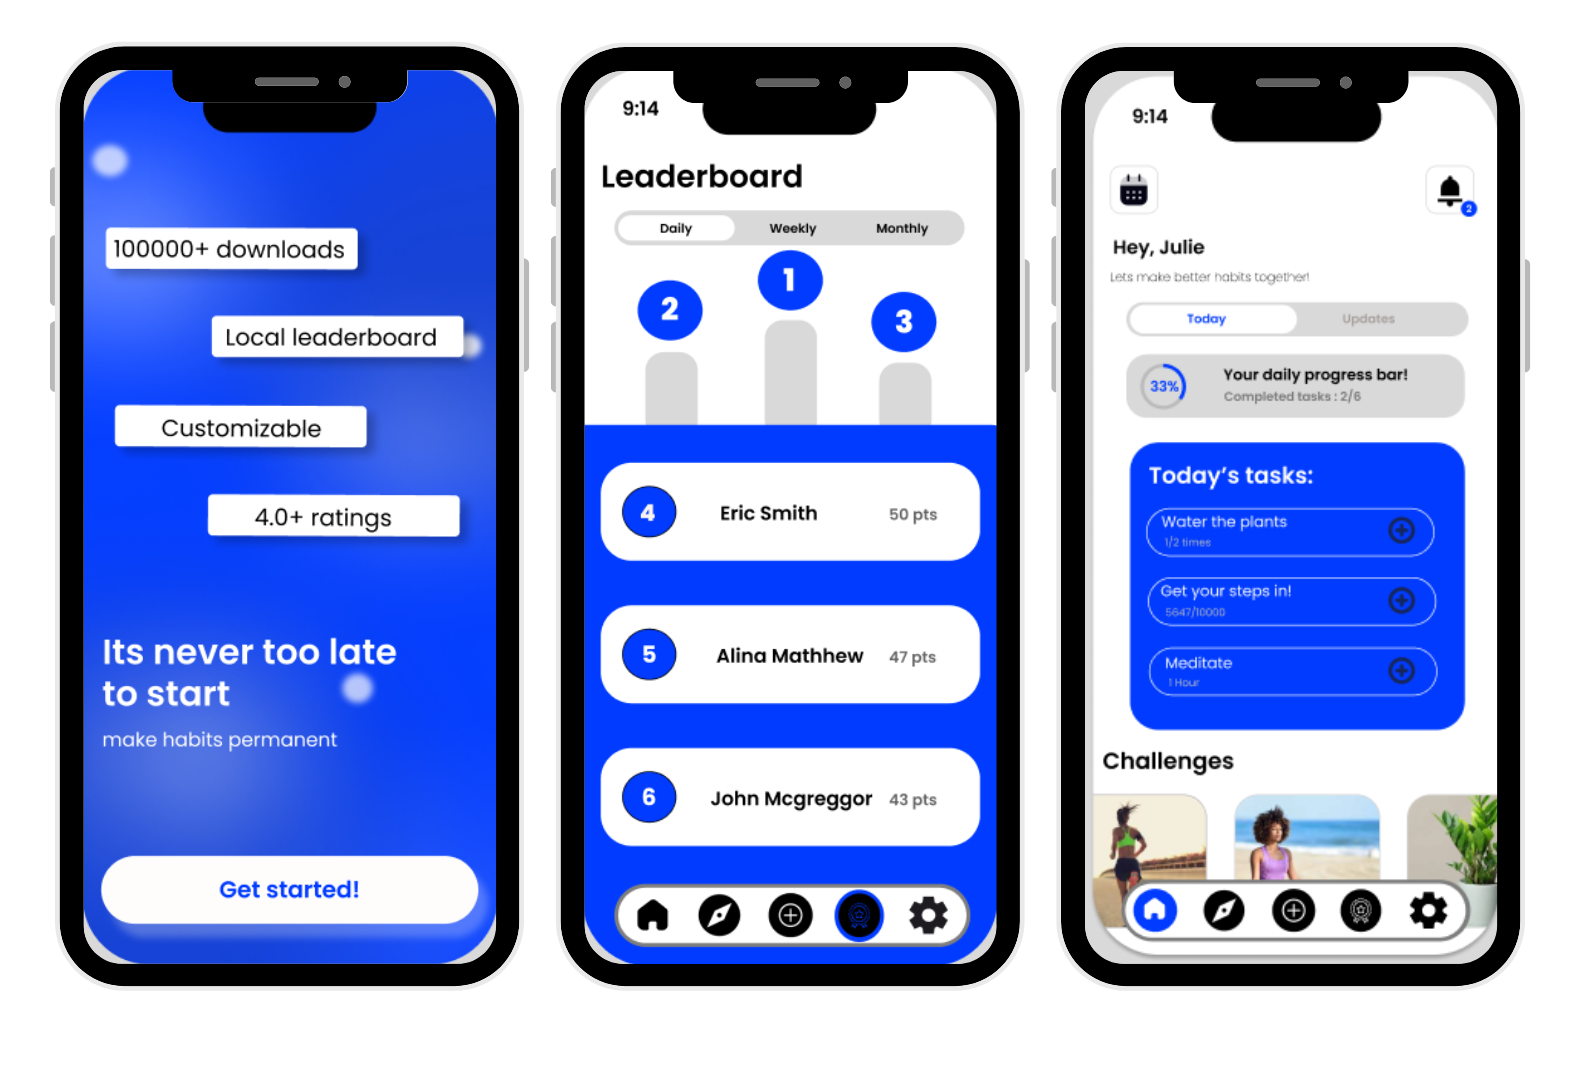 100000+ downloads
Local leaderboard
Customizable
4.0+ ratings
Its never too late
to start
make habits permanent
Get started!
9:14
Leaderboard
Daily Weekly Monthly
1
2
3
4 Eric Smith 50 pts
5 Alina Mathhew 47 pts
6 John Mcgreggor 43 pts
9:14
2
Hey, Julie
Lets make better habits together!
Today Updates
33%
Your daily progress bar!
Completed tasks : 2/6
Today's tasks:
Water the plants
1/2 times
Get your steps in!
5647/10000
Meditate
1 Hour
Challenges